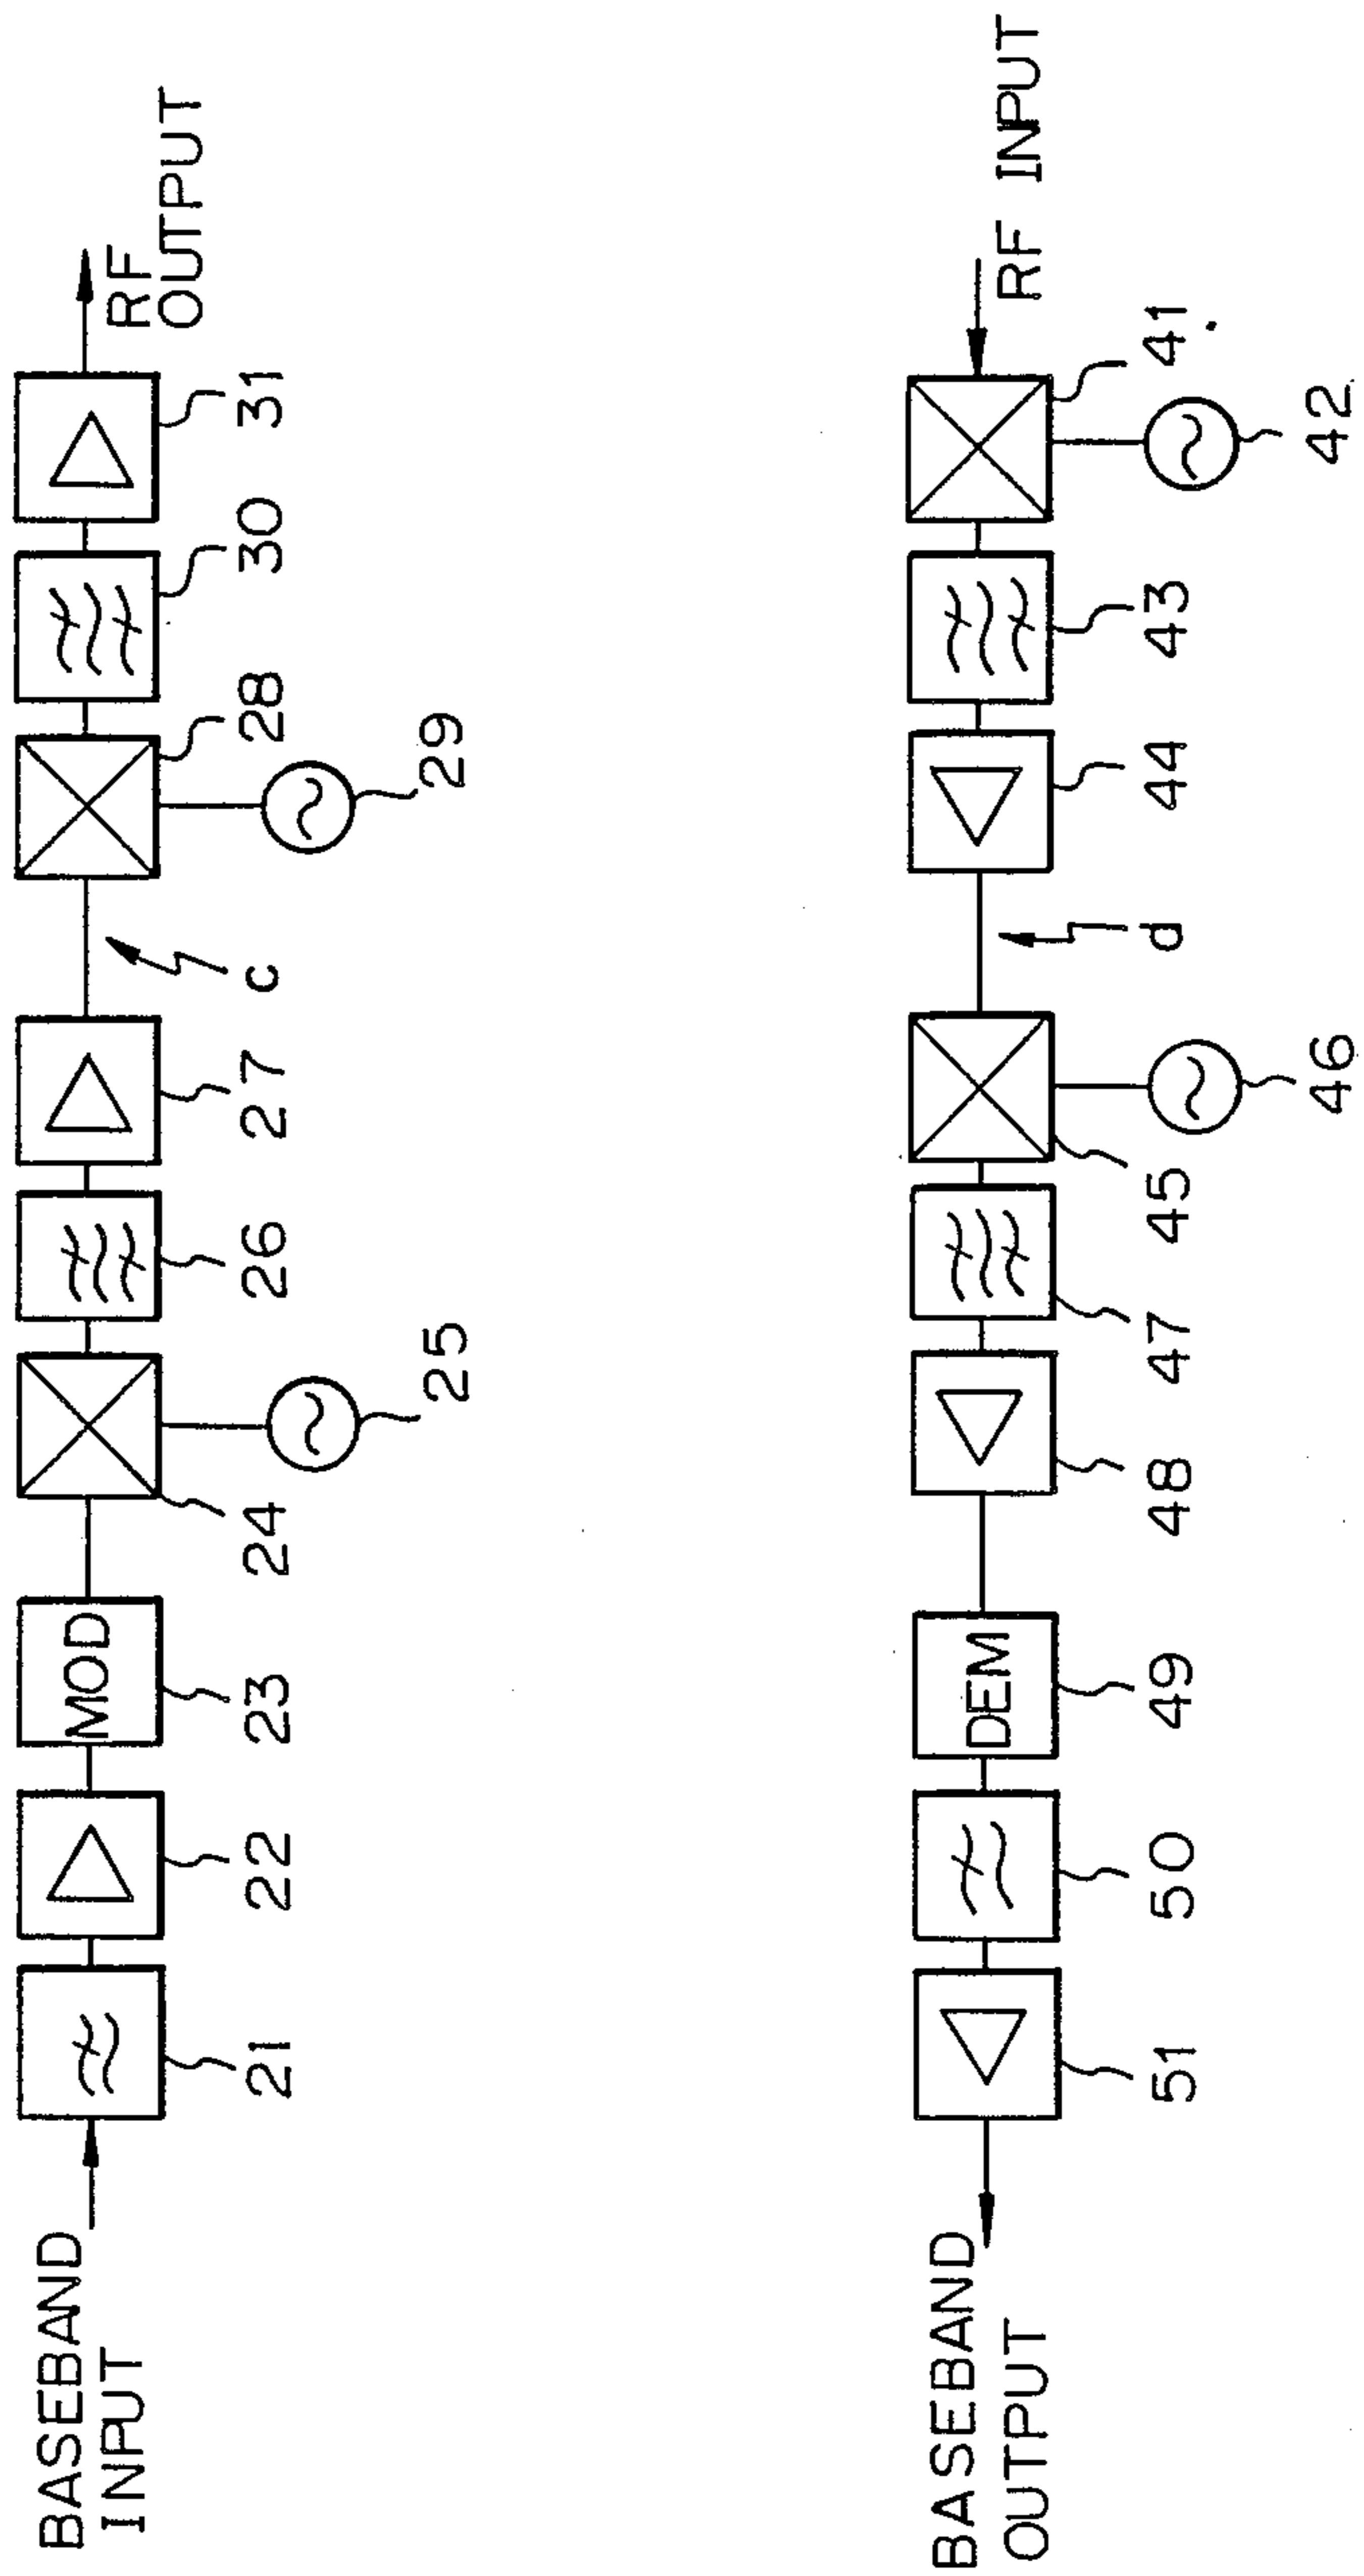 BASEBAND
INPUT
21
22
MOD
23
24
25
26
27
c
28
29
30
31
RF
OUTPUT
BASEBAND
OUTPUT
51
50
DEM
49
48
47
45
46
d
44
43
41
42
RF INPUT